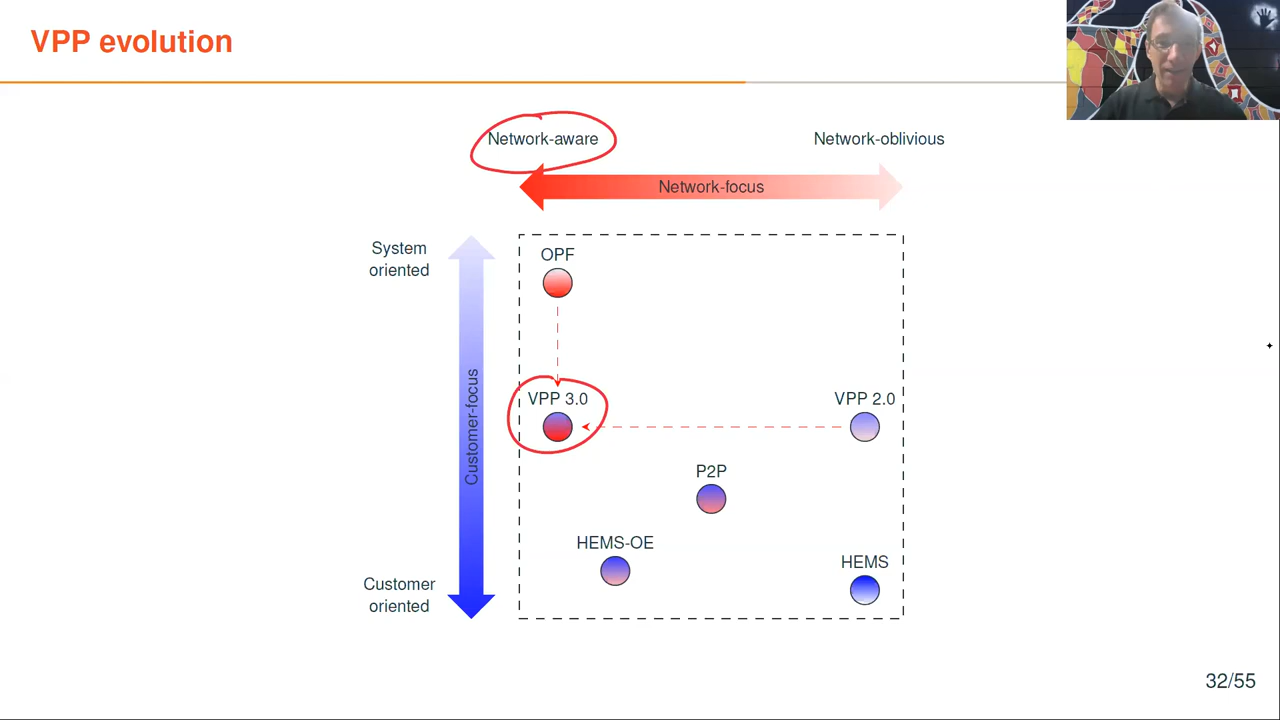 VPP evolution
Network-aware
Network-oblivious
Network-focus
System
oriented
OPF
Customer-focus
VPP 3.0
VPP 2.0
P2P
HEMS-OE
HEMS
Customer
oriented
32/55